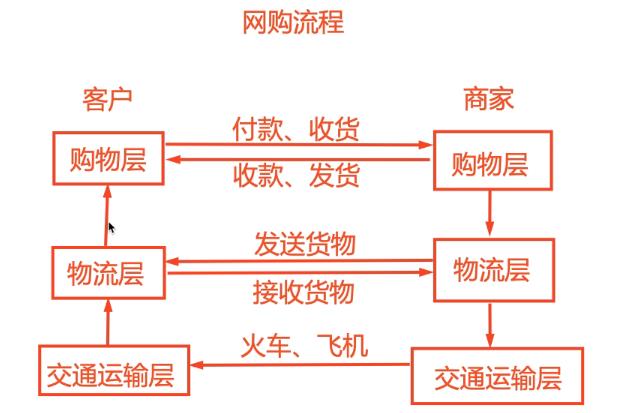 网购流程
客户
商家
付款、收货
购物层
购物层
收款、发货
发送货物
物流层
物流层
接收货物
火车、飞机
交通运输层
交通运输层